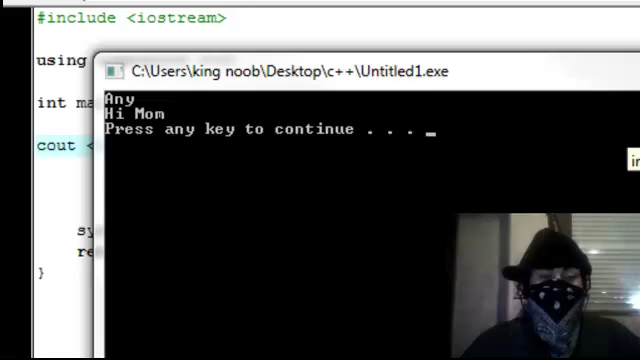 #include <iostream>
using
C:\Users\king noob\Desktop\c++\Untitled1.exe
int ma
Any
Hi Mom
Press any key to continue . . . _
cout <
sy
re
}